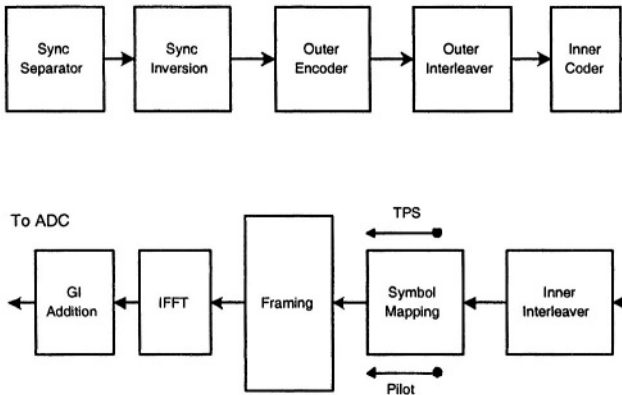 Sync
Separator
Sync
Inversion
Outer
Encoder
Outer
Interleaver
Inner
Coder
To ADC
TPS
GI
Addition
IFFT
Framing
Symbol
Mapping
Inner
Interleaver
Pilot